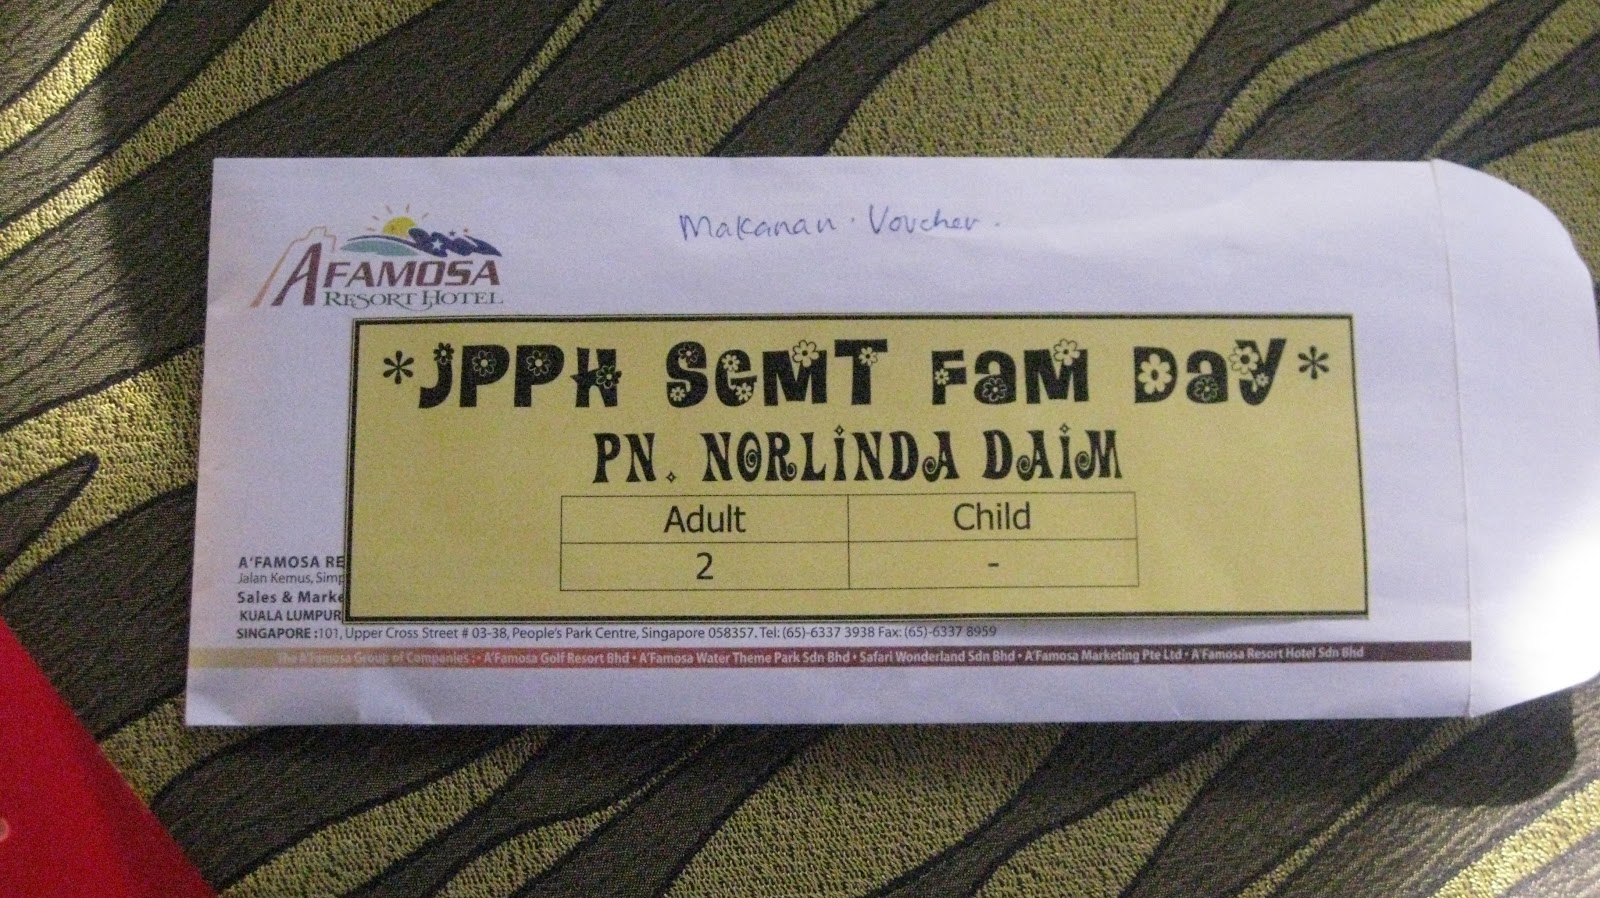 Makanan. Voucher.
A'FAMOSA
RESORT HOTEL
*JPPH SGMT FAM DAY*
PN. NORLINDA DAIM
Adult Child
2 -
A'FAMOSA RE
Jalan Kemus, Simp
Sales & Marke
KUALA LUMPUR
SINGAPORE :101, Upper Cross Street # 03-38, People's Park Centre, Singapore 058357. Tel: (65)-6337 3938 Fax: (65)-6337 8959
The A'Famosa Group of Companies : • A'Famosa Golf Resort Bhd • A'Famosa Water Theme Park Sdn Bhd • Safari Wonderland Sdn Bhd • A'Famosa Marketing Pte Ltd • A'Famosa Resort Hotel Sdn Bhd